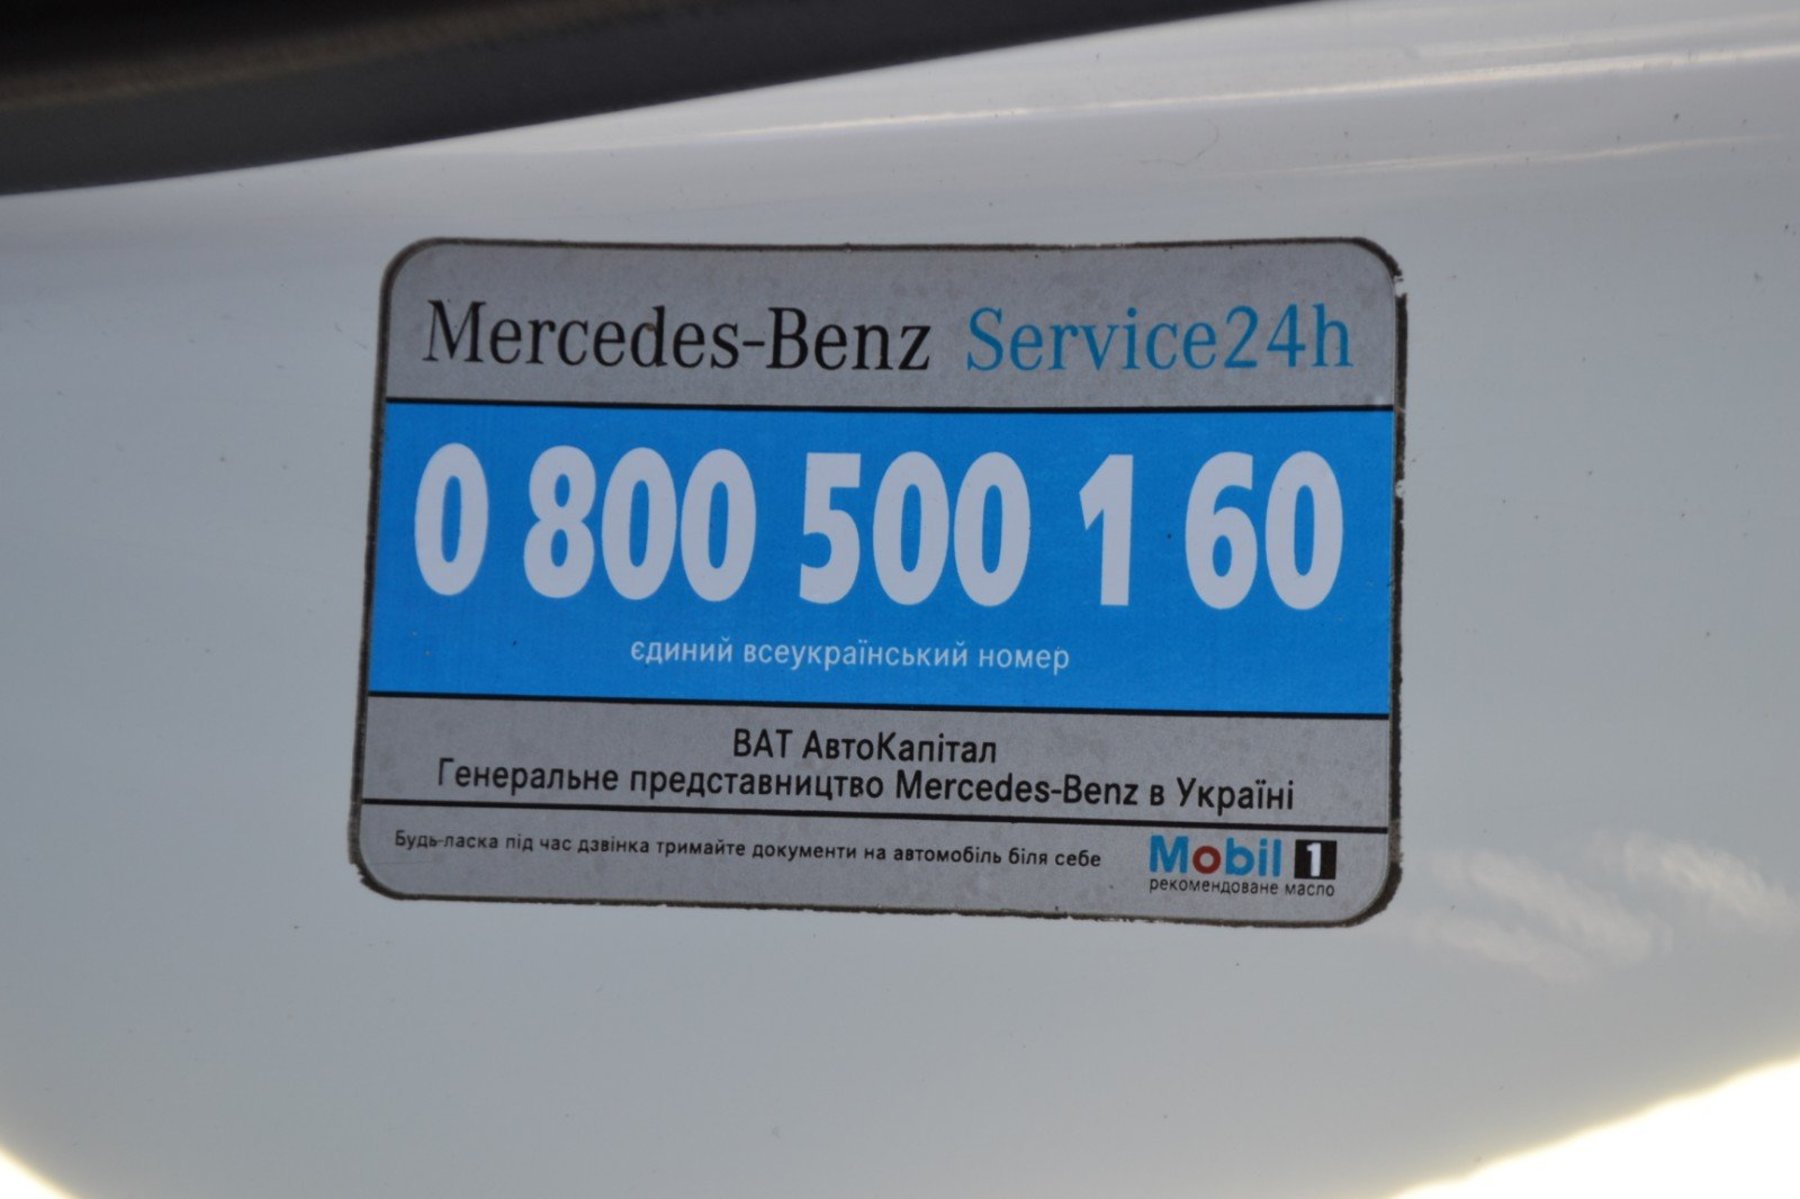 Mercedes-Benz Service24h
0 800 500 1 60
єдиний всеукраїнський номер
ВАТ АвтоКапітал
Генеральне представництво Mercedes-Benz в Україні
Будь-ласка під час дзвінка тримайте документи на автомобіль біля себе
Mobil 1
рекомендоване масло